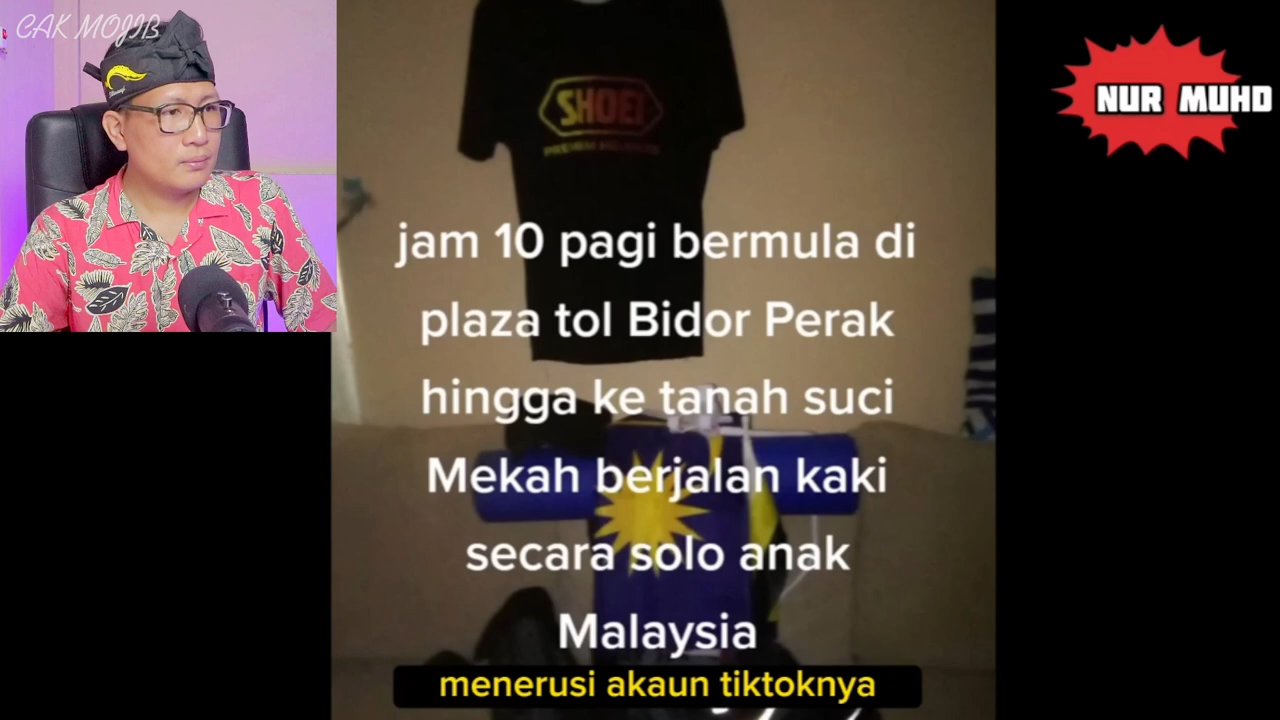 CAK MOJIB
NUR MUHD
SHOEI
jam 10 pagi bermula di
plaza tol Bidor Perak
hingga ke tanah suci
Mekah berjalan kaki
secara solo anak
Malaysia
menerusi akaun tiktoknya